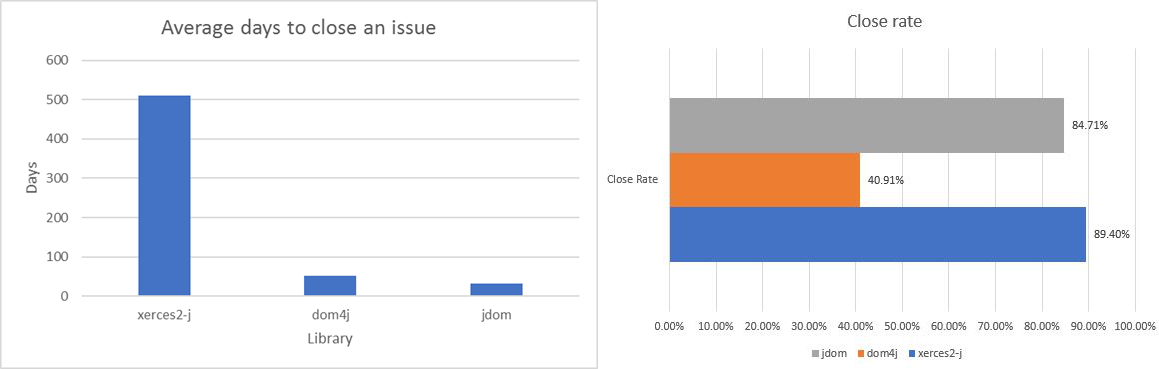 Average days to close an issue
600
500
400
300
200
100
0
Days
xerces2-j dom4j jdom
Library
Close rate
84.71%
Close Rate
40.91%
89.40%
0.00% 10.00% 20.00% 30.00% 40.00% 50.00% 60.00% 70.00% 80.00% 90.00% 100.00%
jdom dom4j xerces2-j